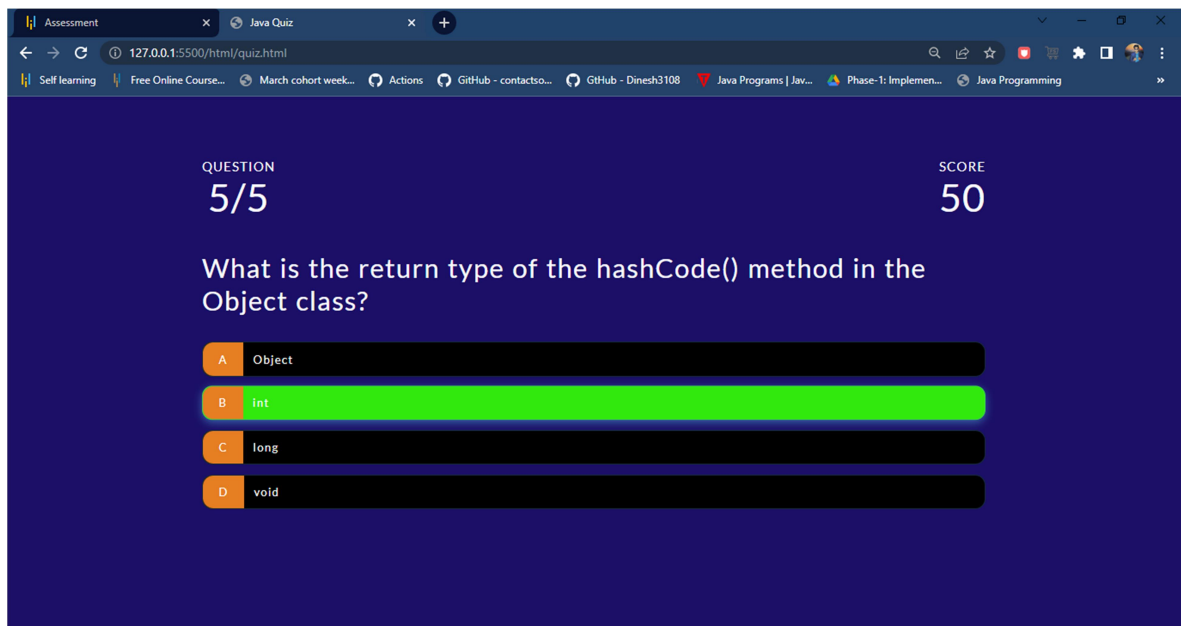 Assessment
Java Quiz
127.0.0.1:5500/html/quiz.html
Self learning
Free Online Course...
March cohort week...
Actions
GitHub - contactso...
GtHub - Dinesh3108
Java Programs | Jav...
Phase-1: Implemen...
Java Programming
»
QUESTION
5/5
SCORE
50
What is the return type of the hashCode() method in the
Object class?
A Object
B int
C long
D void